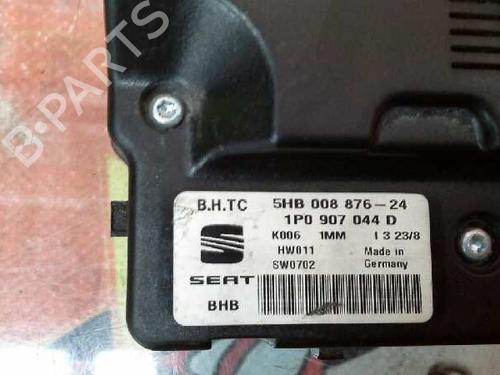 B-PARTS
B.H.TC 5HB 008 876-24
1P0 907 044 D
K006 1MM I 3 23/8
HW011 Made in
SW0702 Germany
SEAT
BHB